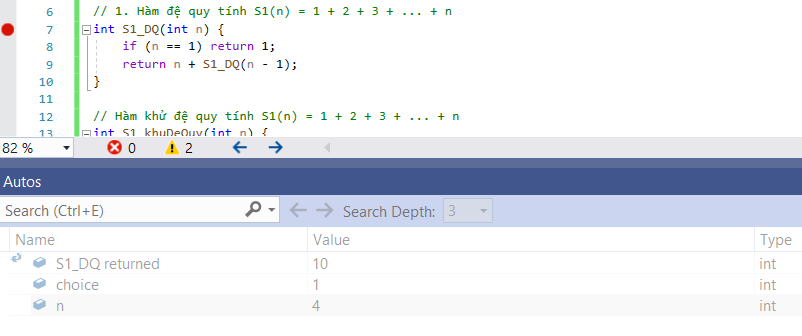 6 // 1. Hàm đệ quy tính S1(n) = 1 + 2 + 3 + ... + n
7 int S1_DQ(int n) {
8 if (n == 1) return 1;
9 return n + S1_DQ(n - 1);
10 }
11
12 // Hàm khử đệ quy tính S1(n) = 1 + 2 + 3 + ... + n
13 int S1_khuDeQuy(int n) {
82 % 0 2
Autos
Search (Ctrl+E) Search Depth: 3
Name Value Type
S1_DQ returned 10 int
choice 1 int
n 4 int